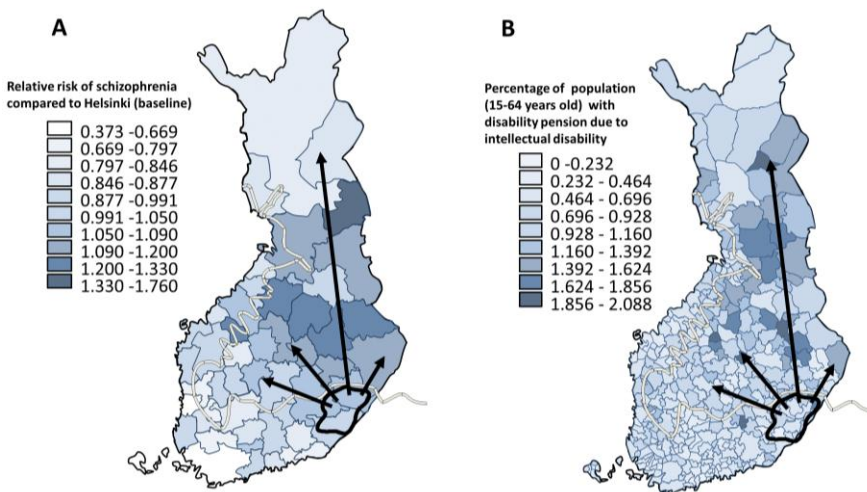 A
Relative risk of schizophrenia
compared to Helsinki (baseline)
0.373 -0.669
0.669 -0.797
0.797 -0.846
0.846 -0.877
0.877 -0.991
0.991 -1.050
1.050 -1.090
1.090 -1.200
1.200 -1.330
1.330 -1.760
B
Percentage of population
(15-64 years old) with
disability pension due to
intellectual disability
0 -0.232
0.232 - 0.464
0.464 - 0.696
0.696 - 0.928
0.928 - 1.160
1.160 - 1.392
1.392 - 1.624
1.624 - 1.856
1.856 - 2.088